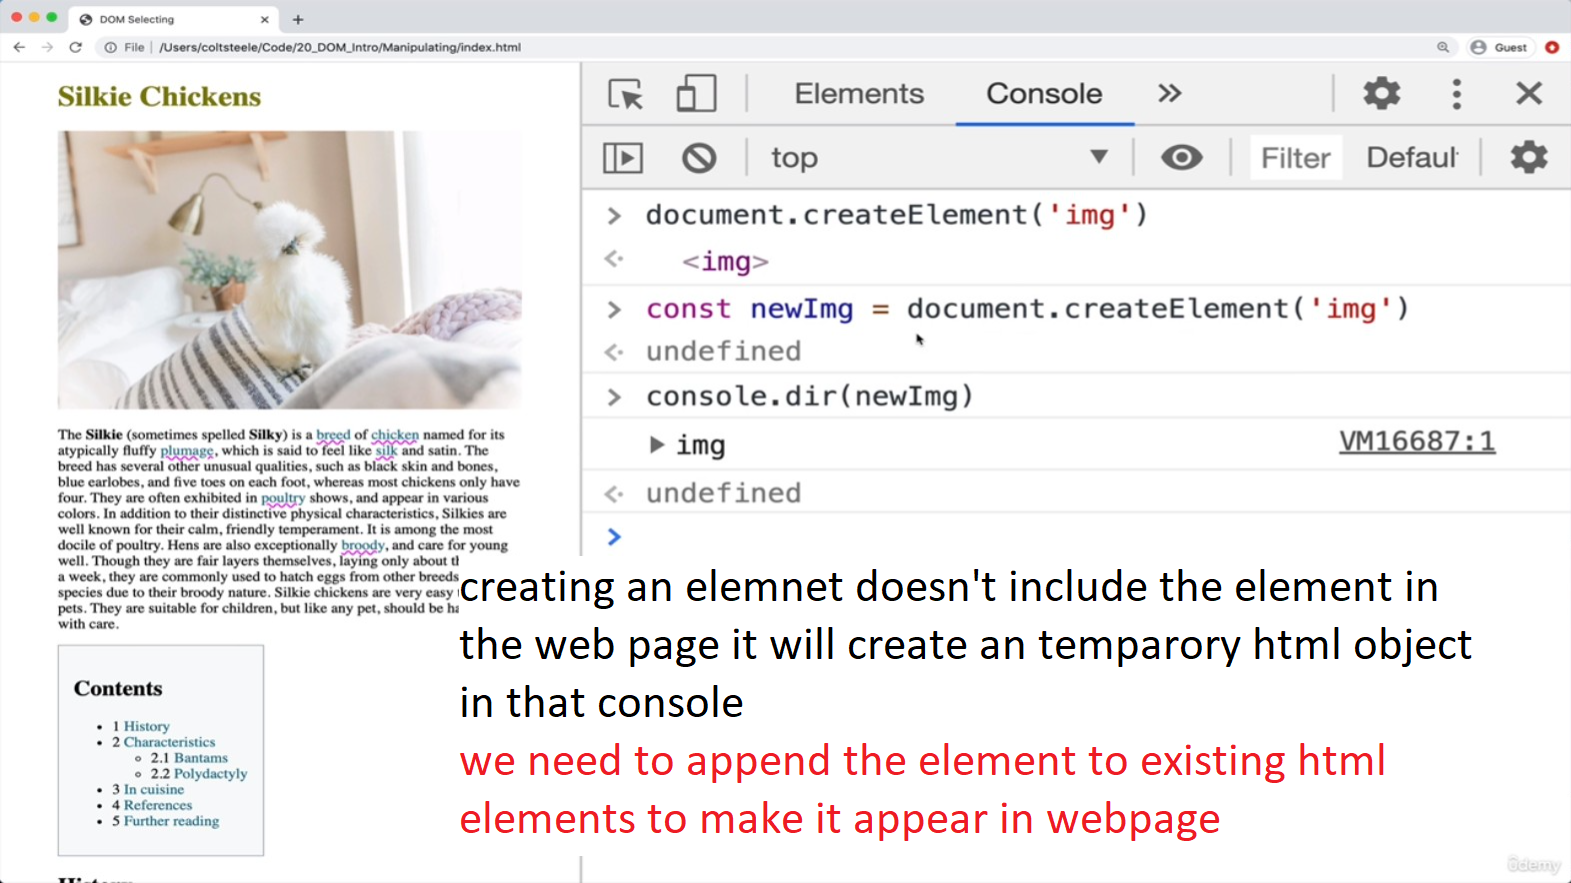 DOM Selecting
File | /Users/coltsteele/Code/20_DOM_Intro/Manipulating/index.html
Guest
Silkie Chickens
The Silkie (sometimes spelled Silky) is a breed of chicken named for its
atypically fluffy plumage, which is said to feel like silk and satin. The
breed has several other unusual qualities, such as black skin and bones,
blue earlobes, and five toes on each foot, whereas most chickens only have
four. They are often exhibited in poultry shows, and appear in various
colors. In addition to their distinctive physical characteristics, Silkies are
well known for their calm, friendly temperament. It is among the most
docile of poultry. Hens are also exceptionally broody, and care for young
well. Though they are fair layers themselves, laying only about
a week, they are commonly used to hatch eggs from other breeds
species due to their broody nature. Silkie chickens are very easy
pets. They are suitable for children, but like any pet, should be
with care.
Contents
1 History
2 Characteristics
2.1 Bantams
2.2 Polydactyly
3 In cuisine
4 References
5 Further reading
Elements Console
top Filter Defaul
document.createElement('img')
<img>
const newImg = document.createElement('img')
undefined
console.dir(newImg)
img VM16687:1
undefined
creating an elemnet doesn't include the element in
the web page it will create an temparory html object
in that console
we need to append the element to existing html
elements to make it appear in webpage
ûdemy